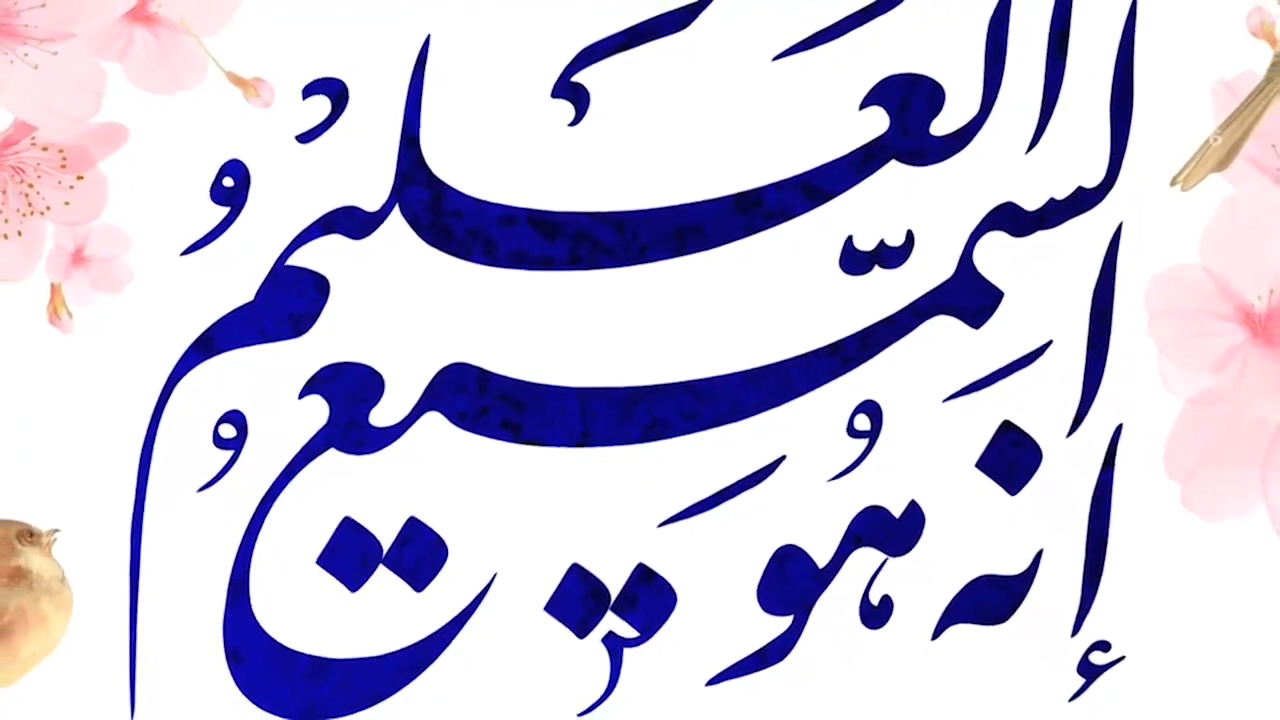 إنه هو
السميع
العليم